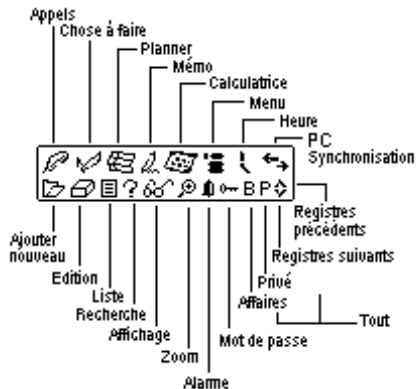 Appels
Chose à faire
Planner
Mémo
Calculatrice
Menu
Heure
PC
Synchronisation
B P
Registres
précédents
Registres suivants
Privé
Affaires
Tout
Mot de passe
Alarme
Zoom
Affichage
Recherche
Liste
Edition
Ajouter
nouveau